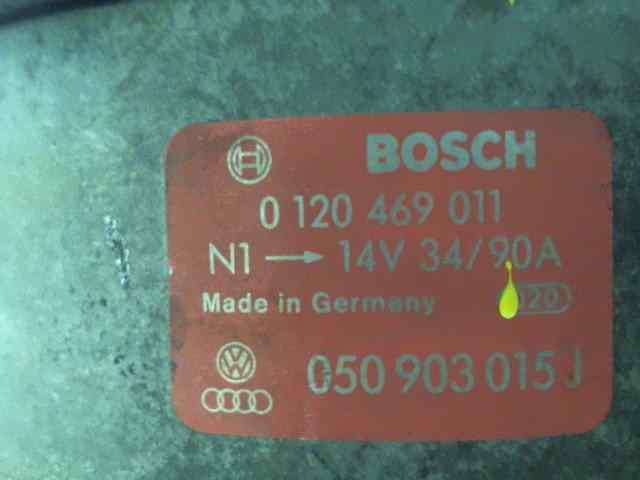 BOSCH
0 120 469 011
N1 → 14V 34/90A
Made in Germany
050 903 015 J